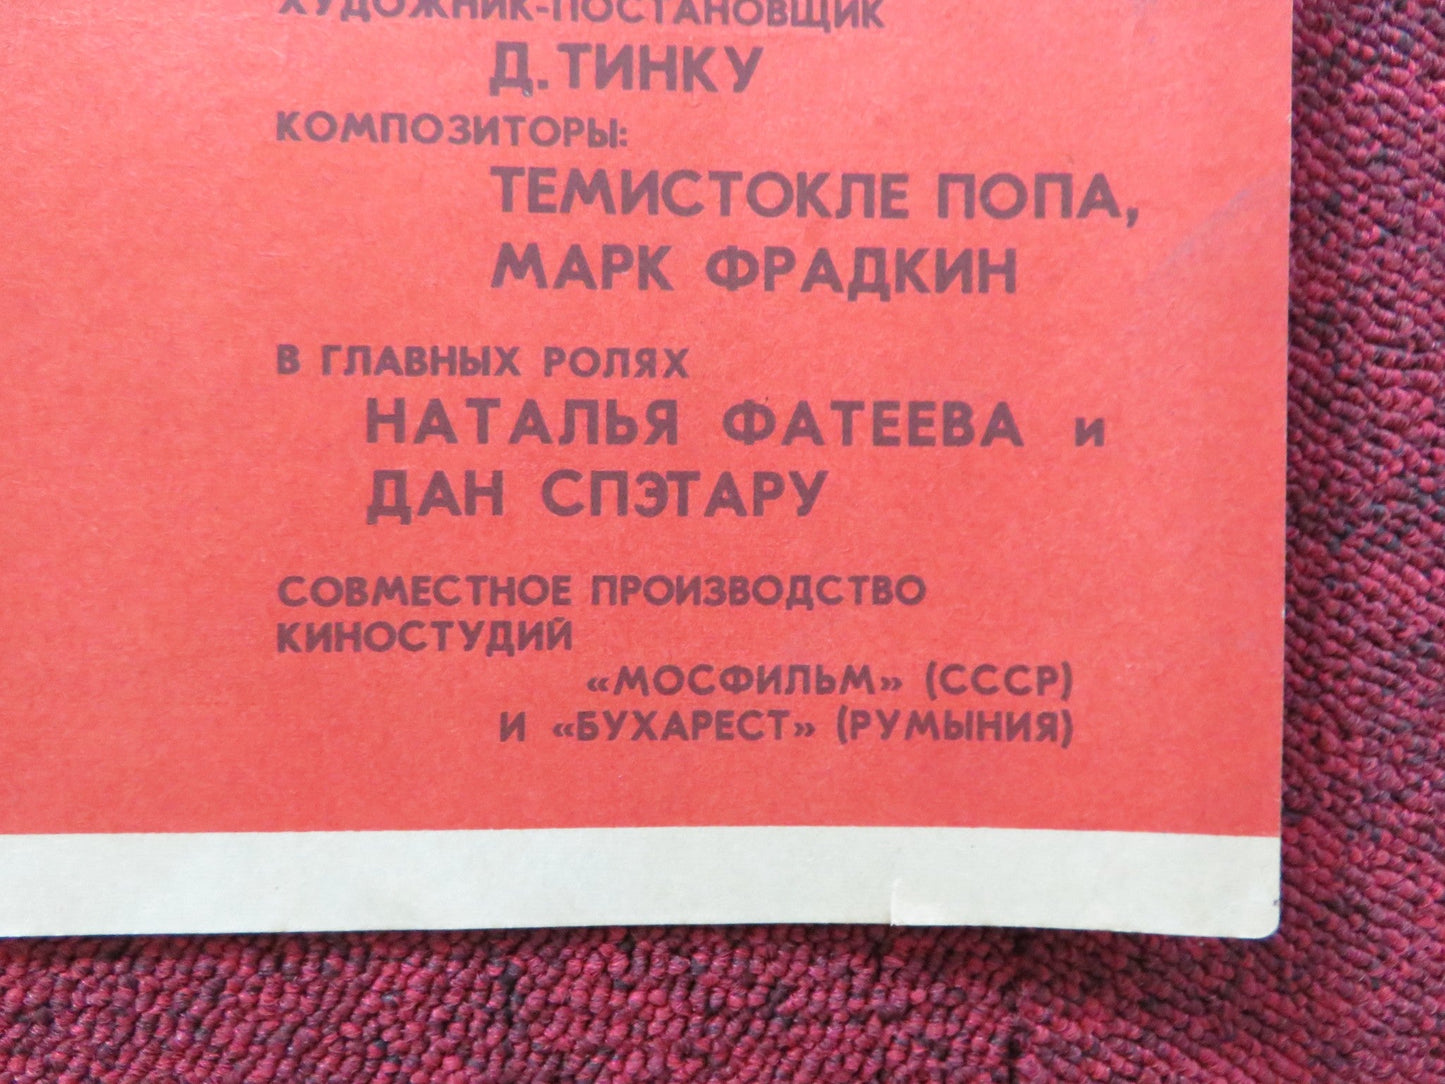 ХУДОЖНИК-ПОСТАНОВЩИК
Д. ТИНКУ
КОМПОЗИТОРЫ:
ТЕМИСТОКЛЕ ПОПА,
МАРК ФРАДКИН
В ГЛАВНЫХ РОЛЯХ
НАТАЛЬЯ ФАТЕЕВА и
ДАН СПЭТАРУ
СОВМЕСТНОЕ ПРОИЗВОДСТВО
КИНОСТУДИЙ
«МОСФИЛЬМ» (СССР)
И «БУХАРЕСТ» (РУМЫНИЯ)